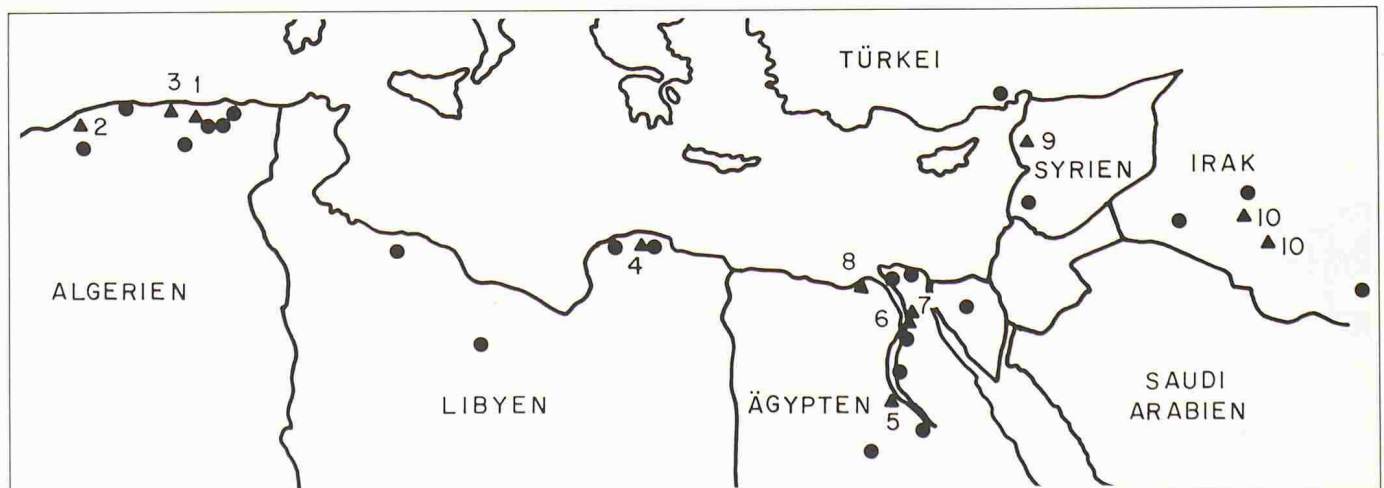 TÜRKEI
3 1
2
9
SYRIEN
IRAK
10
10
4
8
7
6
ALGERIEN
LIBYEN
ÄGYPTEN
5
SAUDI
ARABIEN